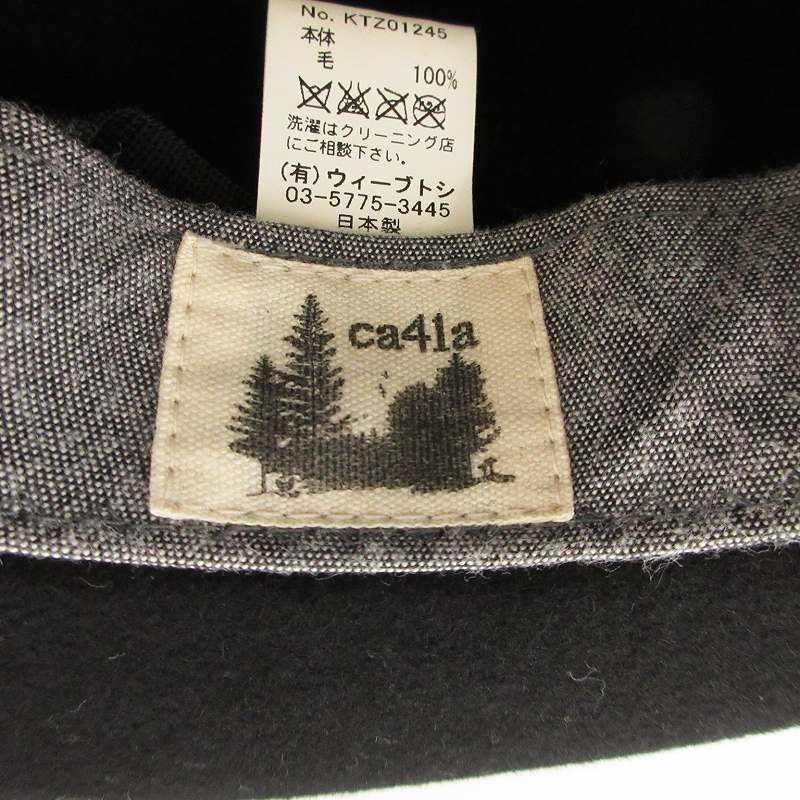 No. KTZ01245
本体
毛 100%
洗濯はクリーニング店
にご相談下さい。
(有)ウィーブトシ
03-5775-3445
日本製
ca4la